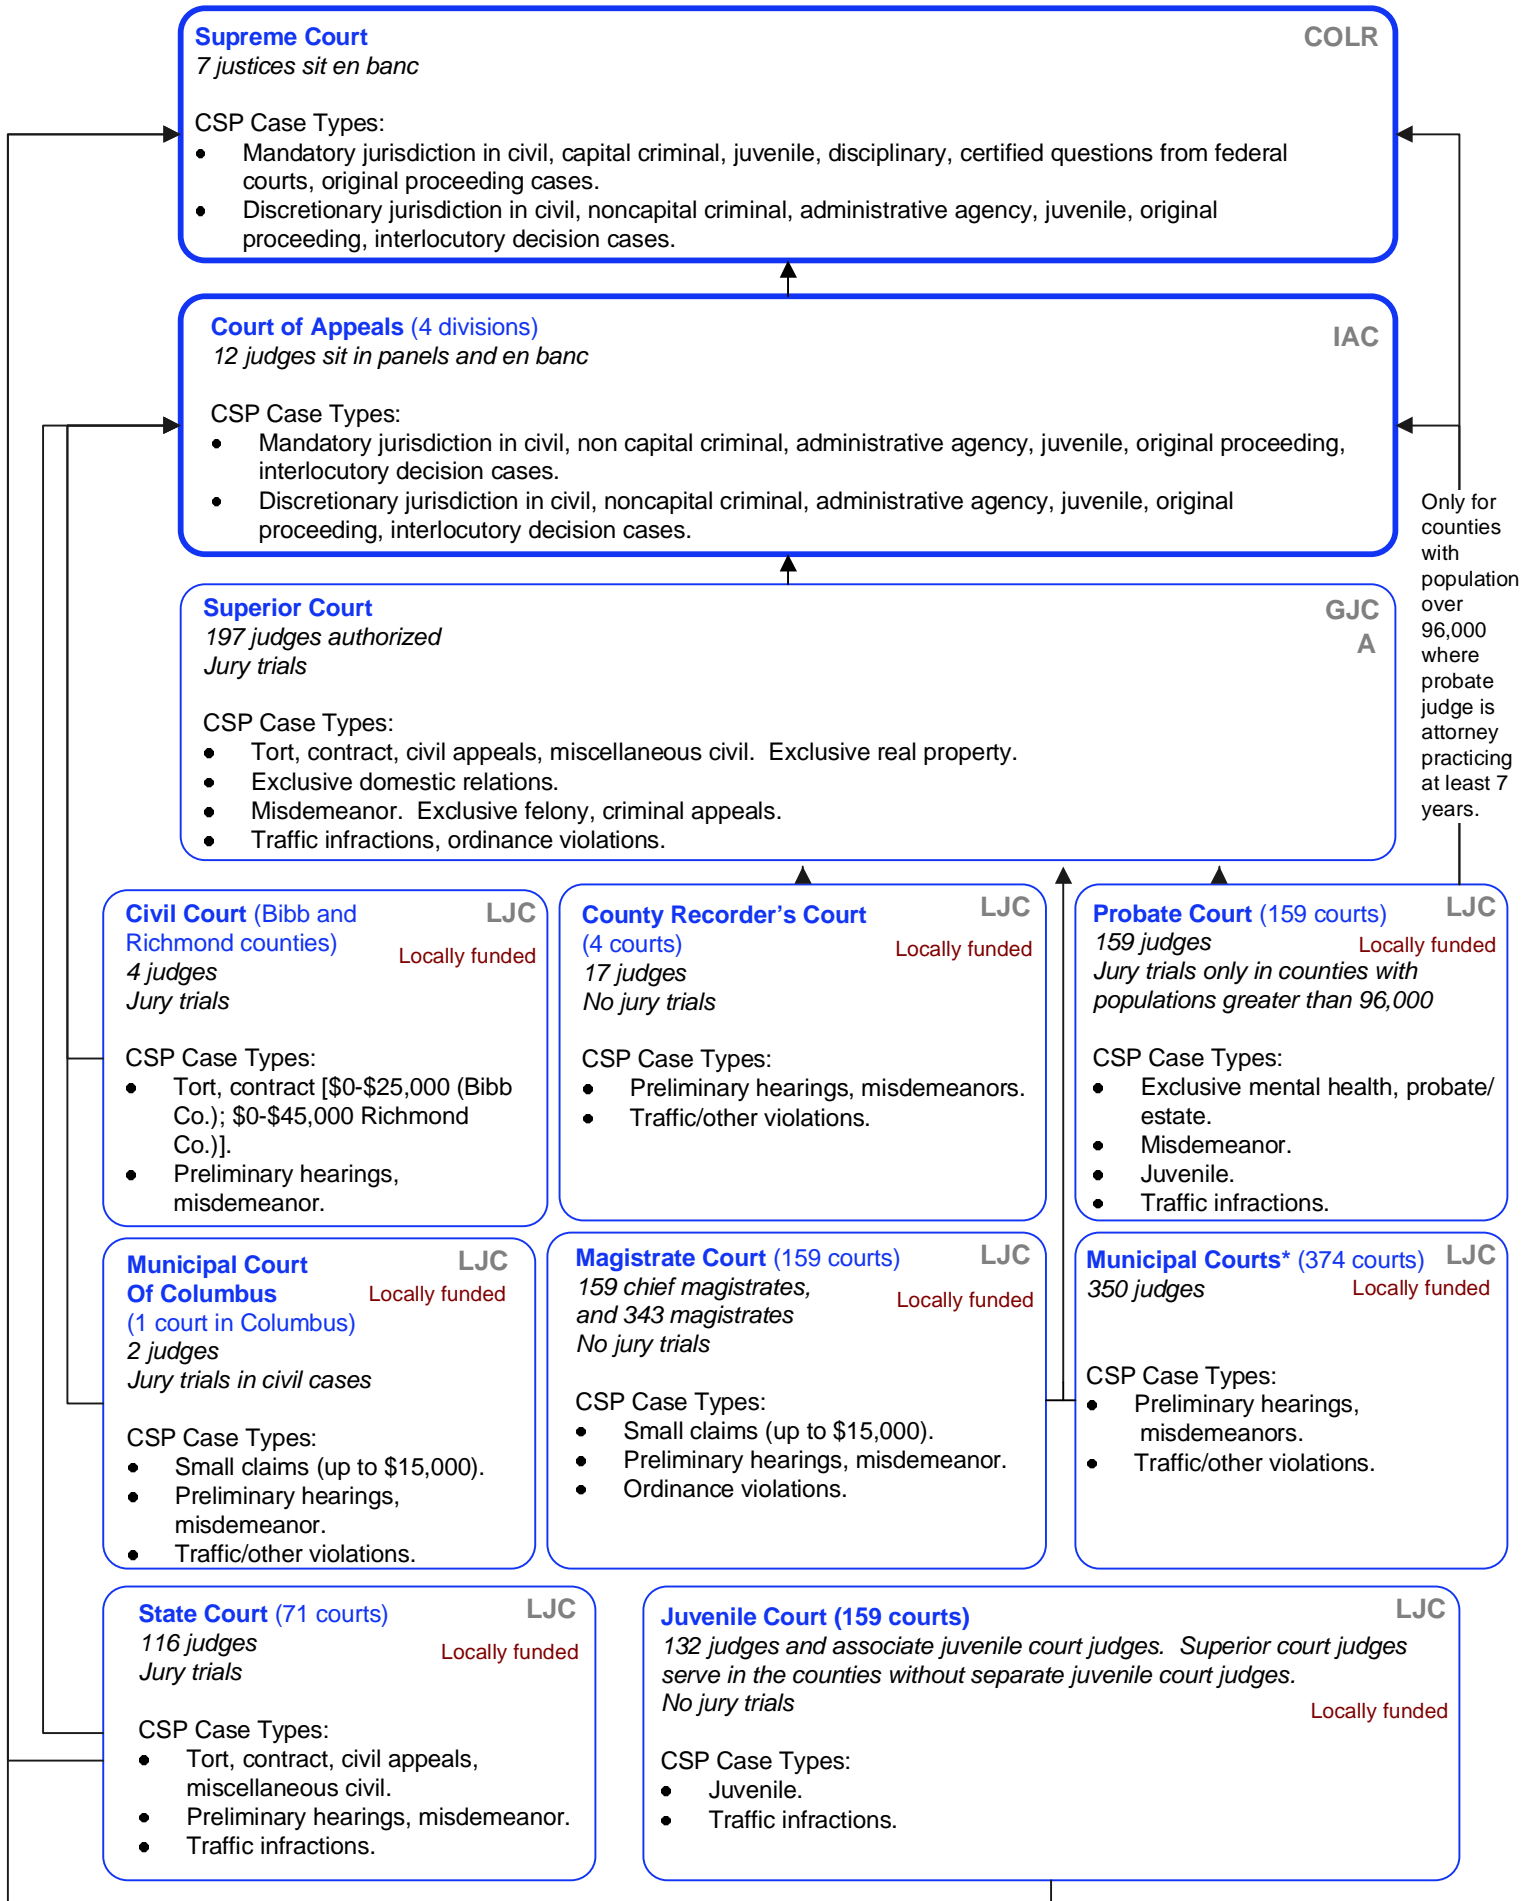 Supreme Court
COLR
7 justices sit en banc
CSP Case Types:
• Mandatory jurisdiction in civil, capital criminal, juvenile, disciplinary, certified questions from federal
courts, original proceeding cases.
• Discretionary jurisdiction in civil, noncapital criminal, administrative agency, juvenile, original
proceeding, interlocutory decision cases.
Court of Appeals (4 divisions)
IAC
12 judges sit in panels and en banc
CSP Case Types:
• Mandatory jurisdiction in civil, non capital criminal, administrative agency, juvenile, original proceeding,
interlocutory decision cases.
• Discretionary jurisdiction in civil, noncapital criminal, administrative agency, juvenile, original
proceeding, interlocutory decision cases.
Only for
counties
with
population
over
96,000
where
probate
judge is
attorney
practicing
at least 7
years.
Superior Court
GJC
A
197 judges authorized
Jury trials
CSP Case Types:
• Tort, contract, civil appeals, miscellaneous civil. Exclusive real property.
• Exclusive domestic relations.
• Misdemeanor. Exclusive felony, criminal appeals.
• Traffic infractions, ordinance violations.
Civil Court (Bibb and
Richmond counties)
LJC
Locally funded
4 judges
Jury trials
CSP Case Types:
• Tort, contract [$0-$25,000 (Bibb
Co.); $0-$45,000 Richmond
Co.)].
• Preliminary hearings,
misdemeanor.
County Recorder's Court
(4 courts)
LJC
Locally funded
17 judges
No jury trials
CSP Case Types:
• Preliminary hearings, misdemeanors.
• Traffic/other violations.
Probate Court (159 courts)
LJC
159 judges
Locally funded
Jury trials only in counties with
populations greater than 96,000
CSP Case Types:
• Exclusive mental health, probate/
estate.
• Misdemeanor.
• Juvenile.
• Traffic infractions.
Municipal Court
Of Columbus
(1 court in Columbus)
LJC
Locally funded
2 judges
Jury trials in civil cases
CSP Case Types:
• Small claims (up to $15,000).
• Preliminary hearings,
misdemeanor.
• Traffic/other violations.
Magistrate Court (159 courts)
LJC
159 chief magistrates,
and 343 magistrates
Locally funded
No jury trials
CSP Case Types:
• Small claims (up to $15,000).
• Preliminary hearings, misdemeanor.
• Ordinance violations.
Municipal Courts* (374 courts)
LJC
350 judges
Locally funded
CSP Case Types:
• Preliminary hearings,
misdemeanors.
• Traffic/other violations.
State Court (71 courts)
LJC
116 judges
Locally funded
Jury trials
CSP Case Types:
• Tort, contract, civil appeals,
miscellaneous civil.
• Preliminary hearings, misdemeanor.
• Traffic infractions.
Juvenile Court (159 courts)
LJC
132 judges and associate juvenile court judges. Superior court judges
serve in the counties without separate juvenile court judges.
No jury trials
Locally funded
CSP Case Types:
• Juvenile.
• Traffic infractions.